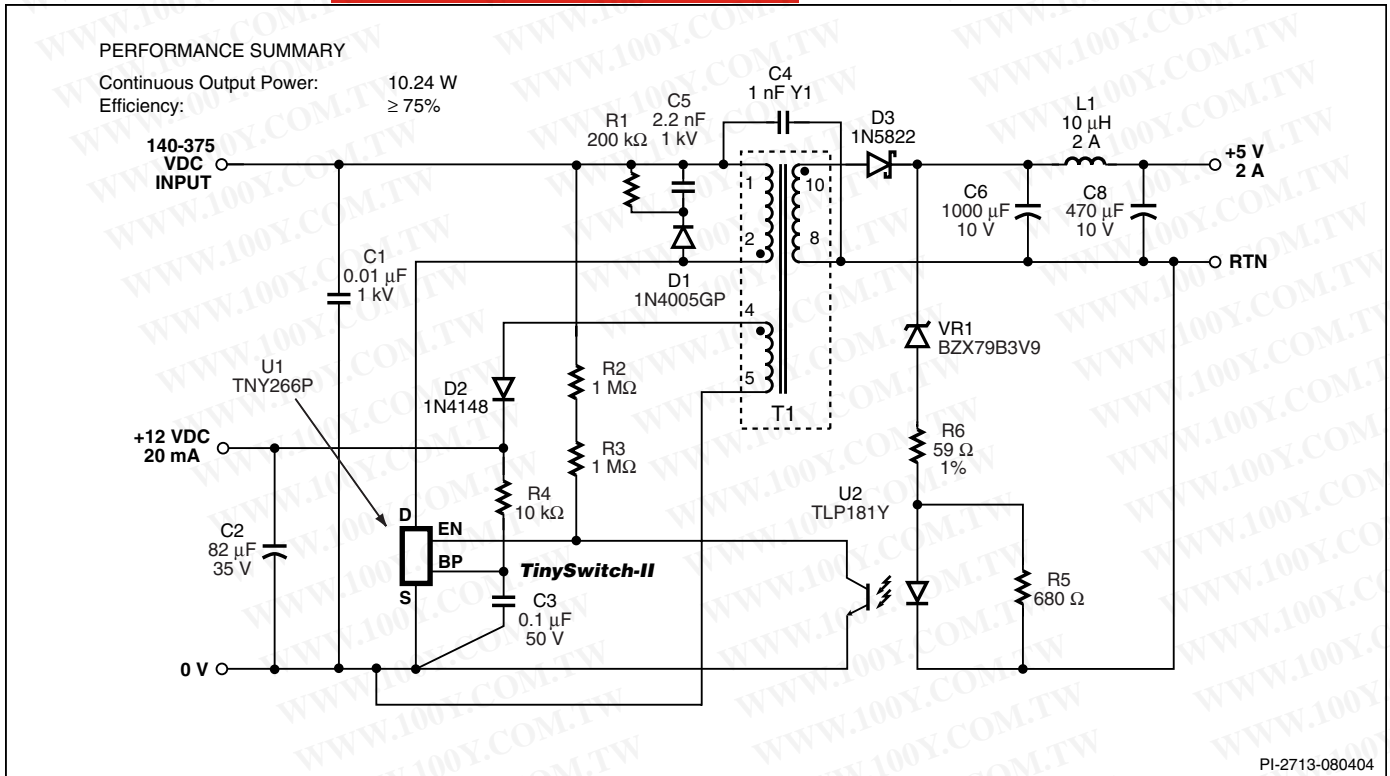 PERFORMANCE SUMMARY
Continuous Output Power: 10.24 W
Efficiency: ≥ 75%
140-375
VDC
INPUT
C1
0.01 μF
1 kV
R1
200 kΩ
C5
2.2 nF
1 kV
C4
1 nF Y1
D3
1N5822
L1
10 μH
2 A
+5 V
2 A
1
2
10
8
C6
1000 μF
10 V
C8
470 μF
10 V
RTN
D1
1N4005GP
4
5
T1
VR1
BZX79B3V9
U1
TNY266P
D2
1N4148
R2
1 MΩ
+12 VDC
20 mA
R3
1 MΩ
R6
59 Ω
1%
R4
10 kΩ
U2
TLP181Y
C2
82 μF
35 V
D
EN
BP
S
TinySwitch-II
C3
0.1 μF
50 V
R5
680 Ω
0 V
PI-2713-080404
WWW.100Y.COM.TW